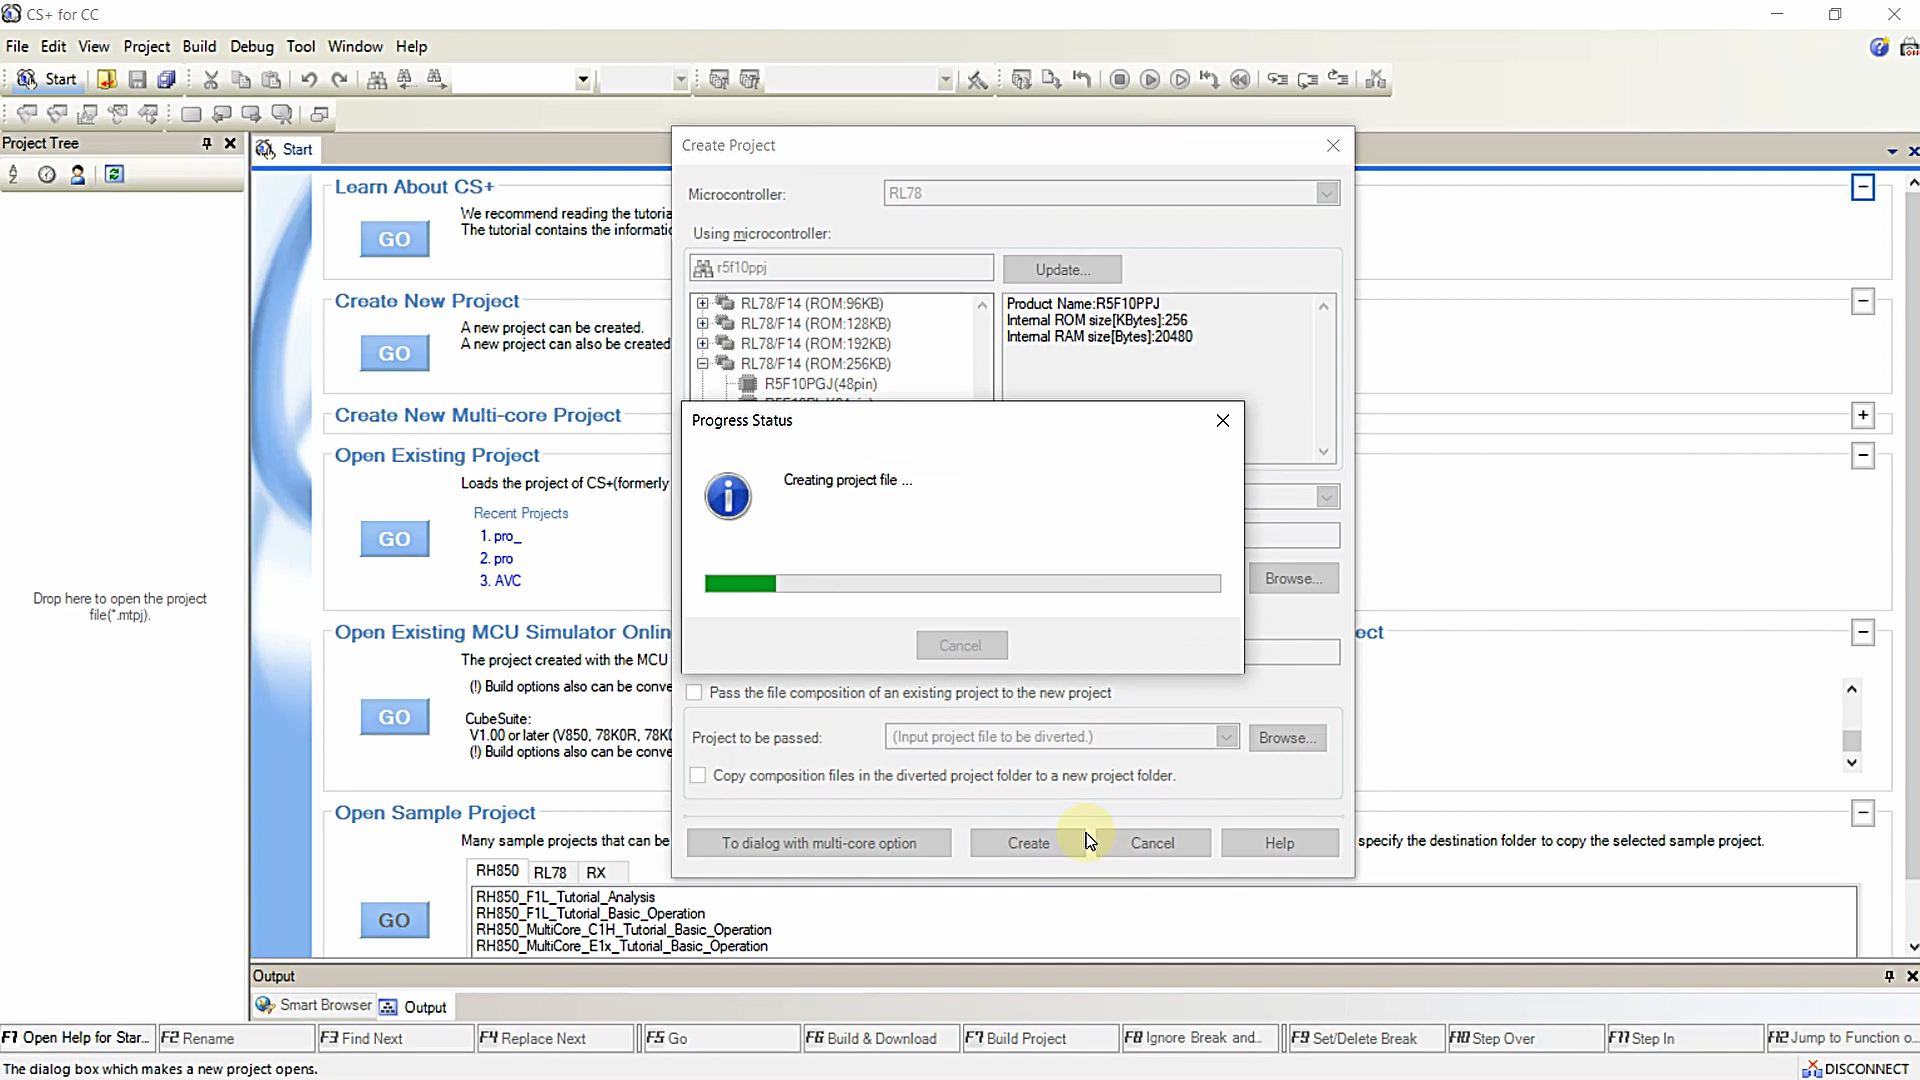 CS+ for CC
File Edit View Project Build Debug Tool Window Help
Start
Project Tree
Start
Drop here to open the project
file(*.mtpj).
Learn About CS+
GO
We recommend reading the tutoria
The tutorial contains the informatic
Create New Project
GO
A new project can be created.
A new project can also be created
Create New Multi-core Project
Open Existing Project
Loads the project of CS+(formerly
GO
Recent Projects
1. pro_
2. pro
3. AVC
Open Existing MCU Simulator Onlin
ect
The project created with the MCU
(!) Build options also can be conve
GO
CubeSuite:
V1.00 or later (V850, 78K0R, 78K(
(!) Build options also can be conve
Open Sample Project
Many sample projects that can be
specify the destination folder to copy the selected sample project.
RH850 RL78 RX
GO
RH850_F1L_Tutorial_Analysis
RH850_F1L_Tutorial_Basic_Operation
RH850_MultiCore_C1H_Tutorial_Basic_Operation
RH850_MultiCore_E1x_Tutorial_Basic_Operation
Create Project
Microcontroller: RL78
Using microcontroller:
r5f10ppj
Update...
RL78/F14 (ROM:96KB)
RL78/F14 (ROM:128KB)
RL78/F14 (ROM:192KB)
RL78/F14 (ROM:256KB)
R5F10PGJ(48pin)
Product Name:R5F10PPJ
Internal ROM size[KBytes]:256
Internal RAM size[Bytes]:20480
Progress Status
Creating project file ...
Cancel
Browse...
Pass the file composition of an existing project to the new project
Project to be passed: (Input project file to be diverted.) Browse...
Copy composition files in the diverted project folder to a new project folder.
To dialog with multi-core option Create Cancel Help
Output
Smart Browser Output
F1 Open Help for Star... F2 Rename F3 Find Next F4 Replace Next F5 Go F6 Build & Download F7 Build Project F8 Ignore Break and... F9 Set/Delete Break F10 Step Over F11 Step In F12 Jump to Function o...
The dialog box which makes a new project opens.
DISCONNECT